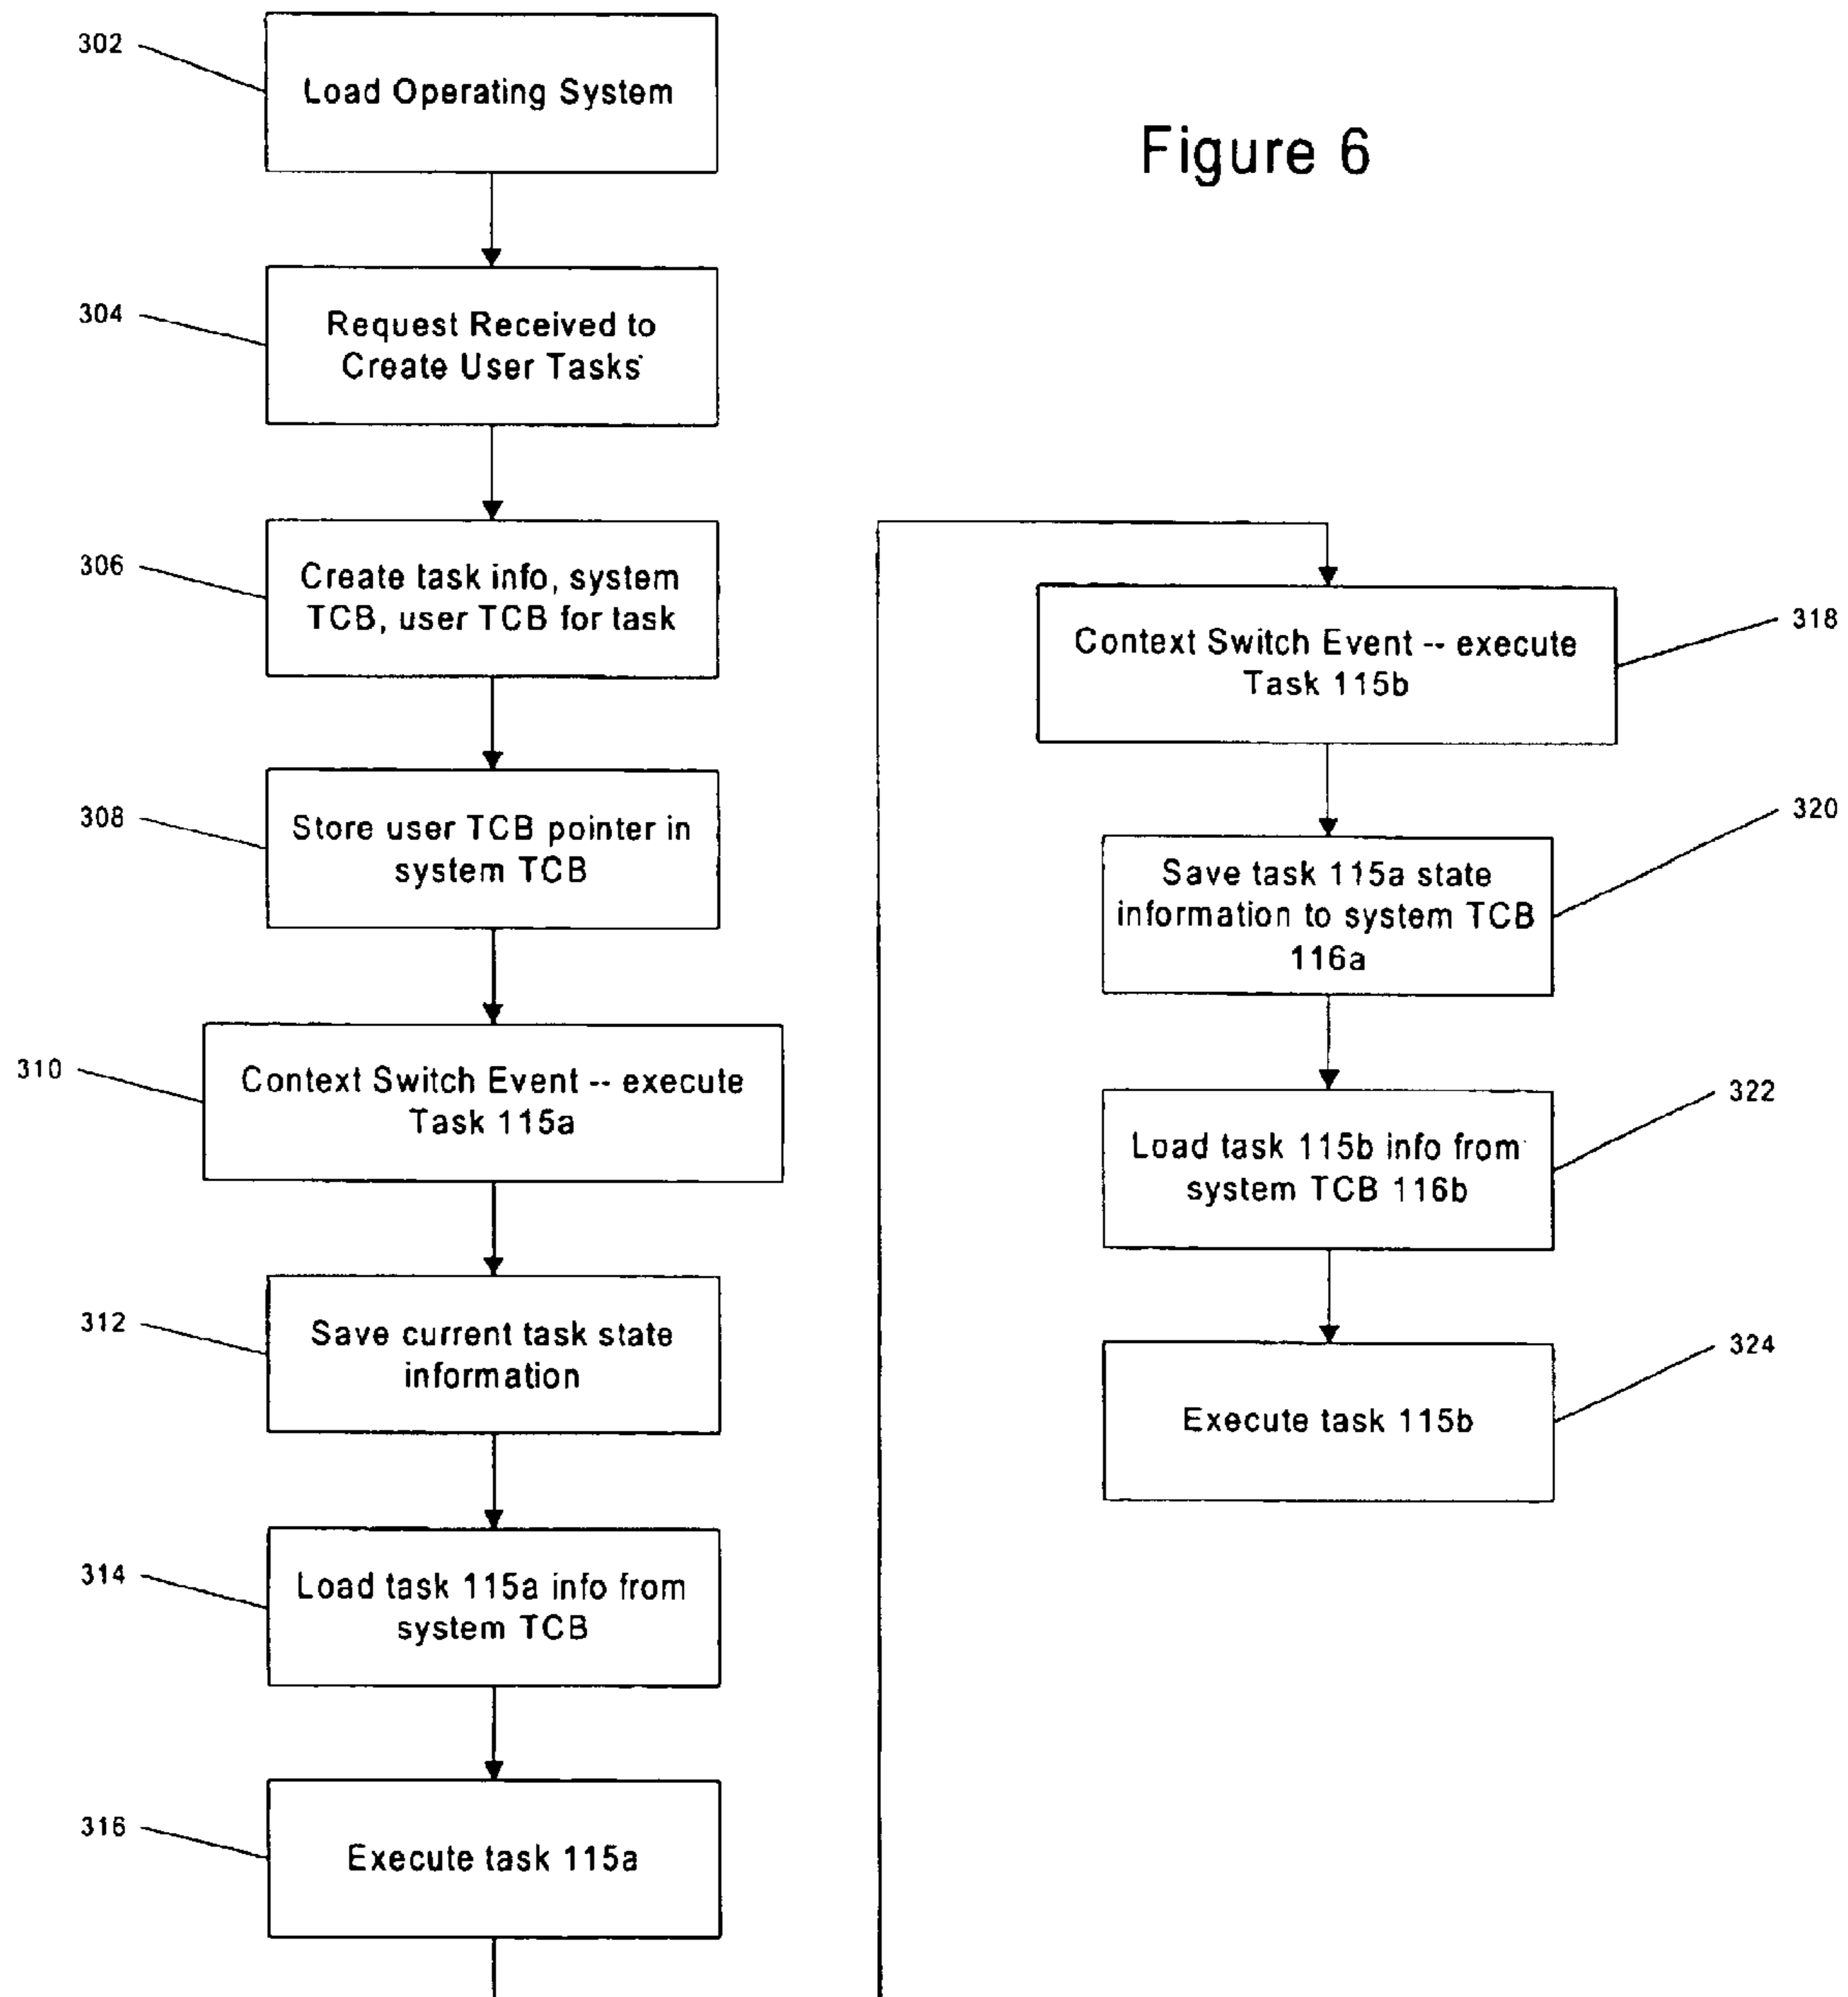 Figure 6
302
Load Operating System
304
Request Received to
Create User Tasks
306
Create task info, system
TCB, user TCB for task
308
Store user TCB pointer in
system TCB
310
Context Switch Event -- execute
Task 115a
312
Save current task state
information
314
Load task 115a info from
system TCB
316
Execute task 115a
318
Context Switch Event -- execute
Task 115b
320
Save task 115a state
information to system TCB
116a
322
Load task 115b info from
system TCB 116b
324
Execute task 115b